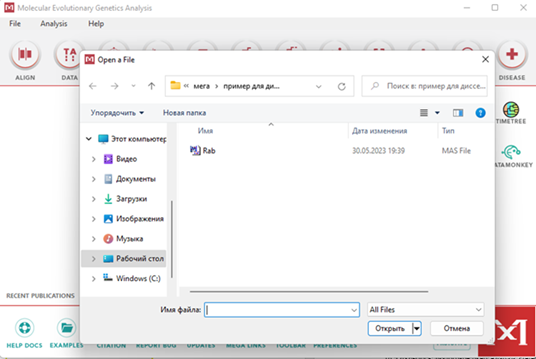 Molecular Evolutionary Genetics Analysis
File Analysis Help
ALIGN DATA DISEASE
Open a File
« мега › пример для ди...
Поиск в: пример для диссе...
Упорядочить Новая папка
Этот компьютер
Видео
Документы
Загрузки
Изображения
Музыка
Рабочий стол
Windows (C:)
Имя Дата изменения Тип
Rab 30.05.2023 19:39 MAS File
TIMETREE
ATAMONKEY
RECENT PUBLICATIONS
Имя файла: All Files
Открыть Отмена
HELP DOCS EXAMPLES CITATION REPORT BUG UPDATES MEGA LINKS TOOLBAR PREFERENCES